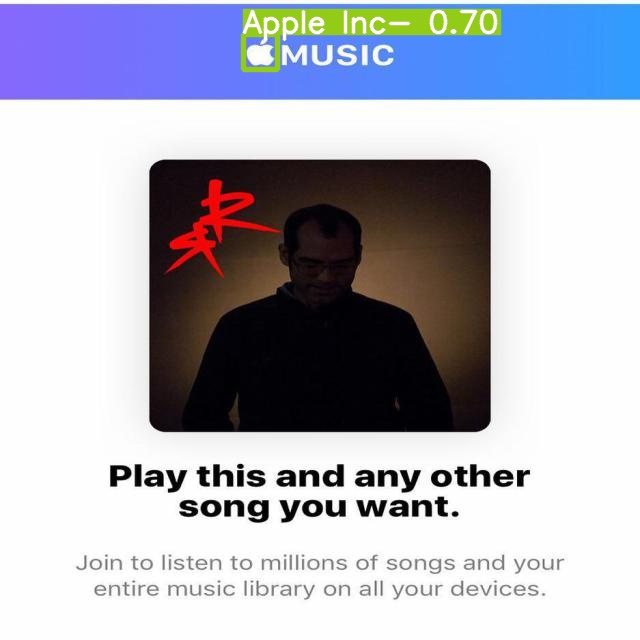 Apple Inc- 0.70
MUSIC
Play this and any other
song you want.
Join to listen to millions of songs and your
entire music library on all your devices.